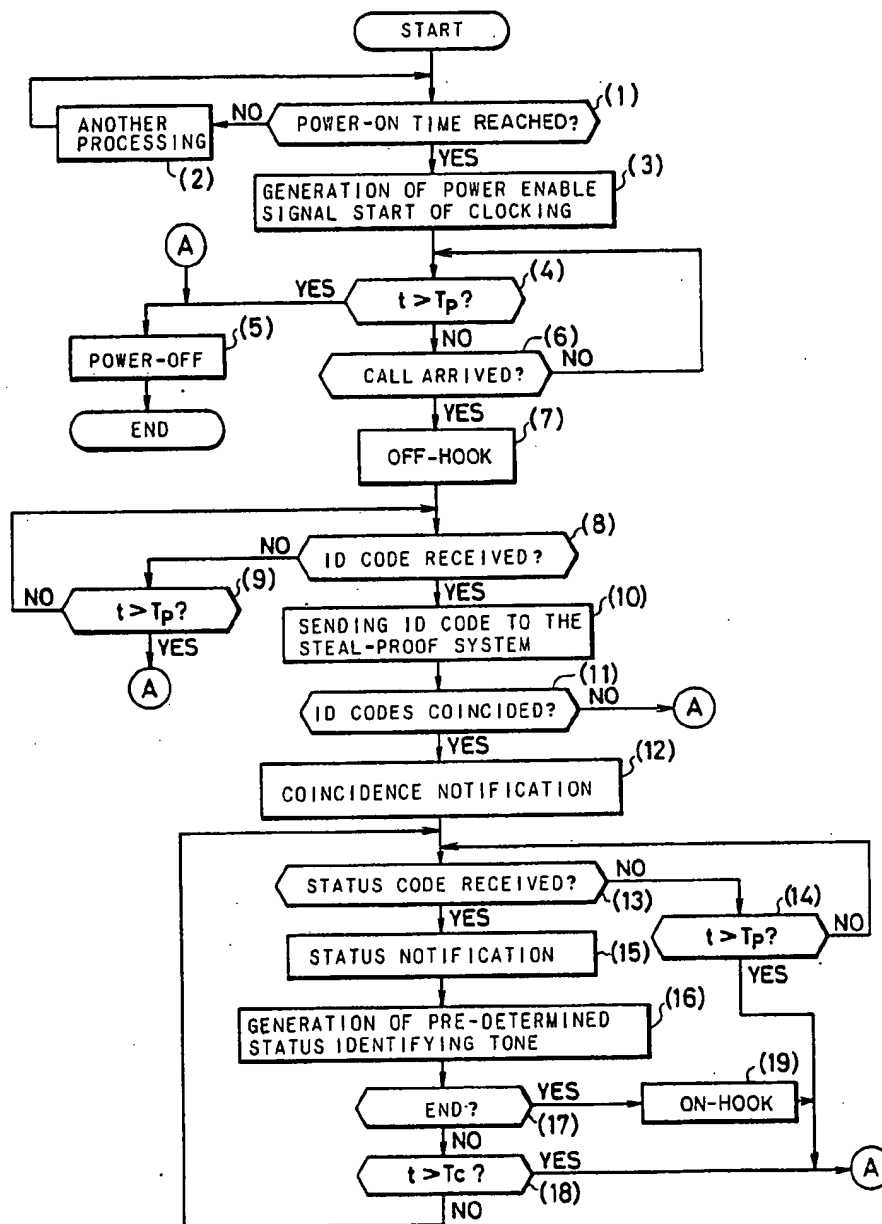 START
(1)
NO
POWER-ON TIME REACHED?
ANOTHER
PROCESSING
(2)
YES
(3)
GENERATION OF POWER ENABLE
SIGNAL START OF CLOCKING
A
(4)
YES
t > Tp?
(5)
NO
(6)
POWER-OFF
CALL ARRIVED?
NO
END
YES
(7)
OFF-HOOK
(8)
NO
ID CODE RECEIVED?
(9)
NO
t > Tp?
YES
(10)
YES
SENDING ID CODE TO THE
STEAL-PROOF SYSTEM
A
(11)
ID CODES COINCIDED?
NO
A
YES
(12)
COINCIDENCE NOTIFICATION
STATUS CODE RECEIVED?
NO
(13)
(14)
YES
t > Tp?
NO
STATUS NOTIFICATION
(15)
YES
(16)
GENERATION OF PRE-DETERMINED
STATUS IDENTIFYING TONE
(19)
END?
YES
ON-HOOK
(17)
NO
t > Tc?
YES
A
(18)
NO